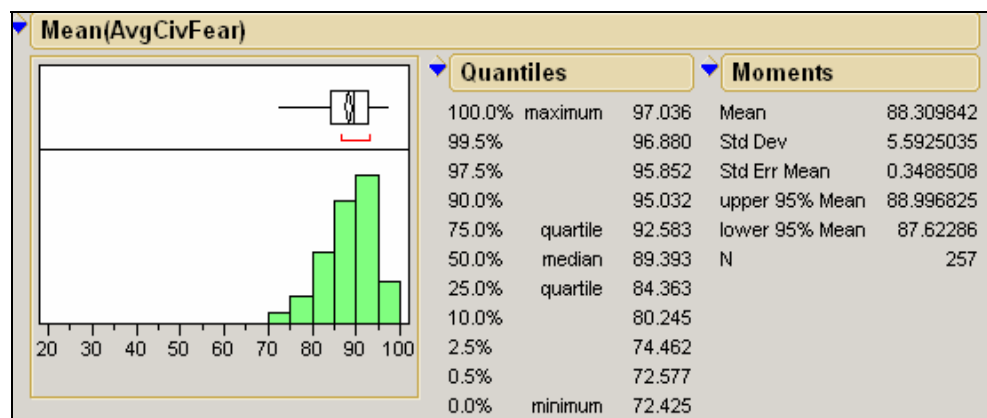 Mean(AvgCivFear)
20 30 40 50 60 70 80 90 100
Quantiles
100.0% maximum 97.036
99.5% 96.880
97.5% 95.852
90.0% 95.032
75.0% quartile 92.583
50.0% median 89.393
25.0% quartile 84.363
10.0% 80.245
2.5% 74.462
0.5% 72.577
0.0% minimum 72.425
Moments
Mean 88.309842
Std Dev 5.5925035
Std Err Mean 0.3488508
upper 95% Mean 88.996825
lower 95% Mean 87.62286
N 257